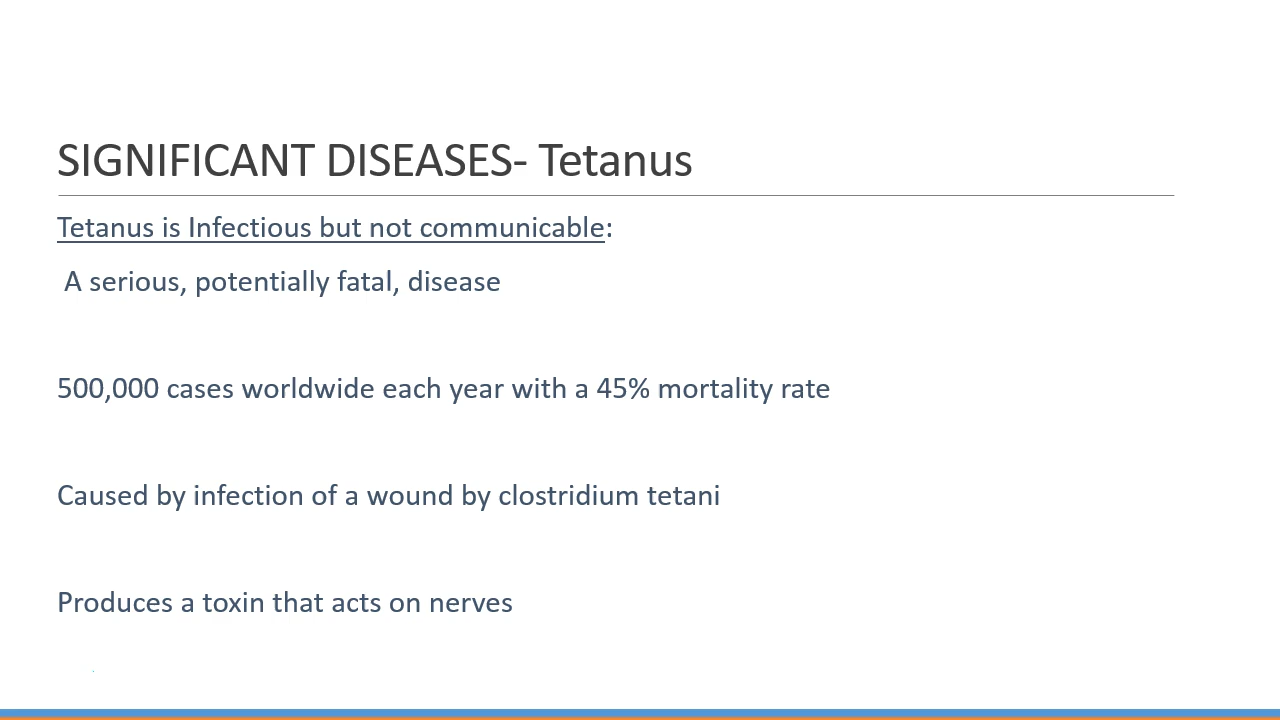 SIGNIFICANT DISEASES- Tetanus
Tetanus is Infectious but not communicable:
A serious, potentially fatal, disease
500,000 cases worldwide each year with a 45% mortality rate
Caused by infection of a wound by clostridium tetani
Produces a toxin that acts on nerves